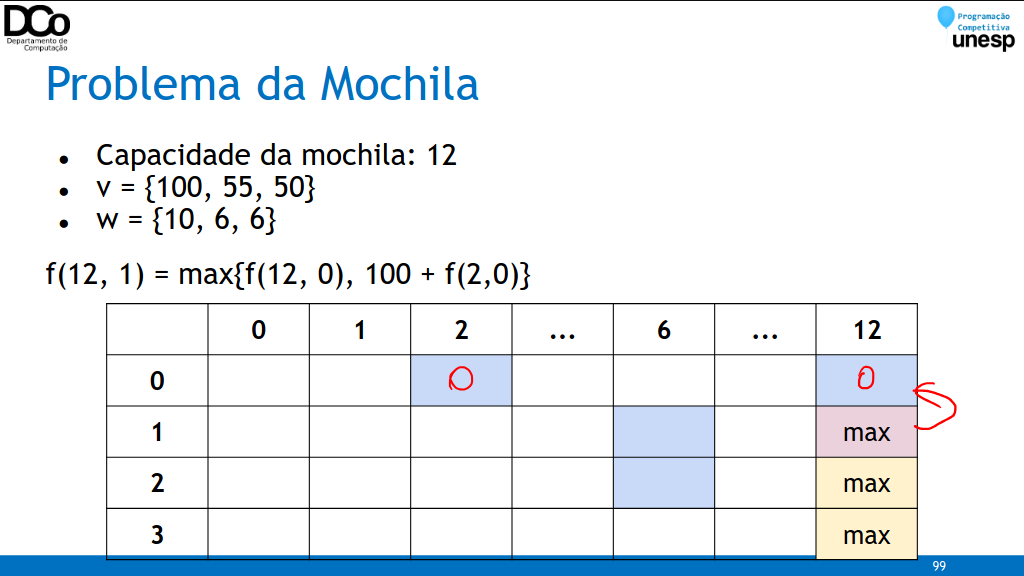 DCo
Departamento de
Computação
Programação
Competitiva
unesp
Problema da Mochila
• Capacidade da mochila: 12
• v = {100, 55, 50}
• w = {10, 6, 6}
f(12, 1) = max{f(12, 0), 100 + f(2,0)}
0 1 2 ... 6 ... 12
0 0 0
1 max
2 max
3 max
99